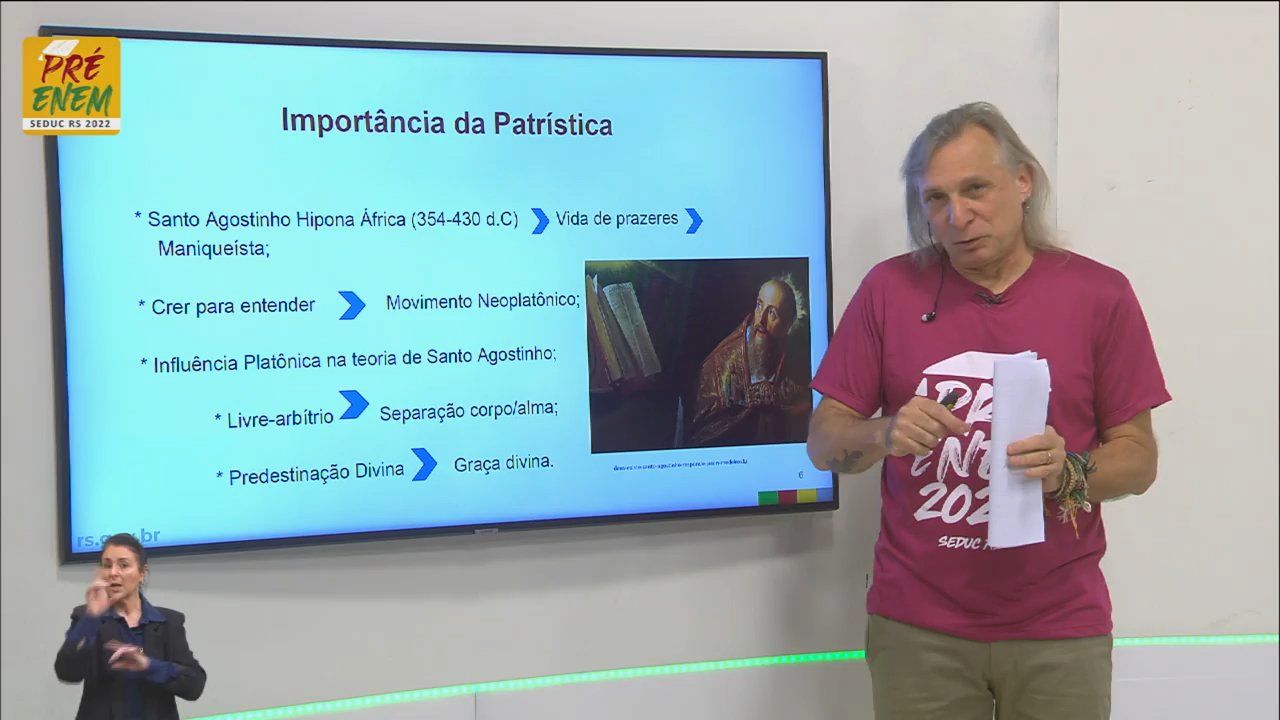 PRÉ
ENEM
SEDUC RS 2022
Importância da Patrística
* Santo Agostinho Hipona África (354-430 d.C) Vida de prazeres
Maniqueísta;
* Crer para entender Movimento Neoplatônico;
* Influência Platônica na teoria de Santo Agostinho;
* Livre-arbítrio Separação corpo/alma;
* Predestinação Divina Graça divina.
6
2022
SEDUC